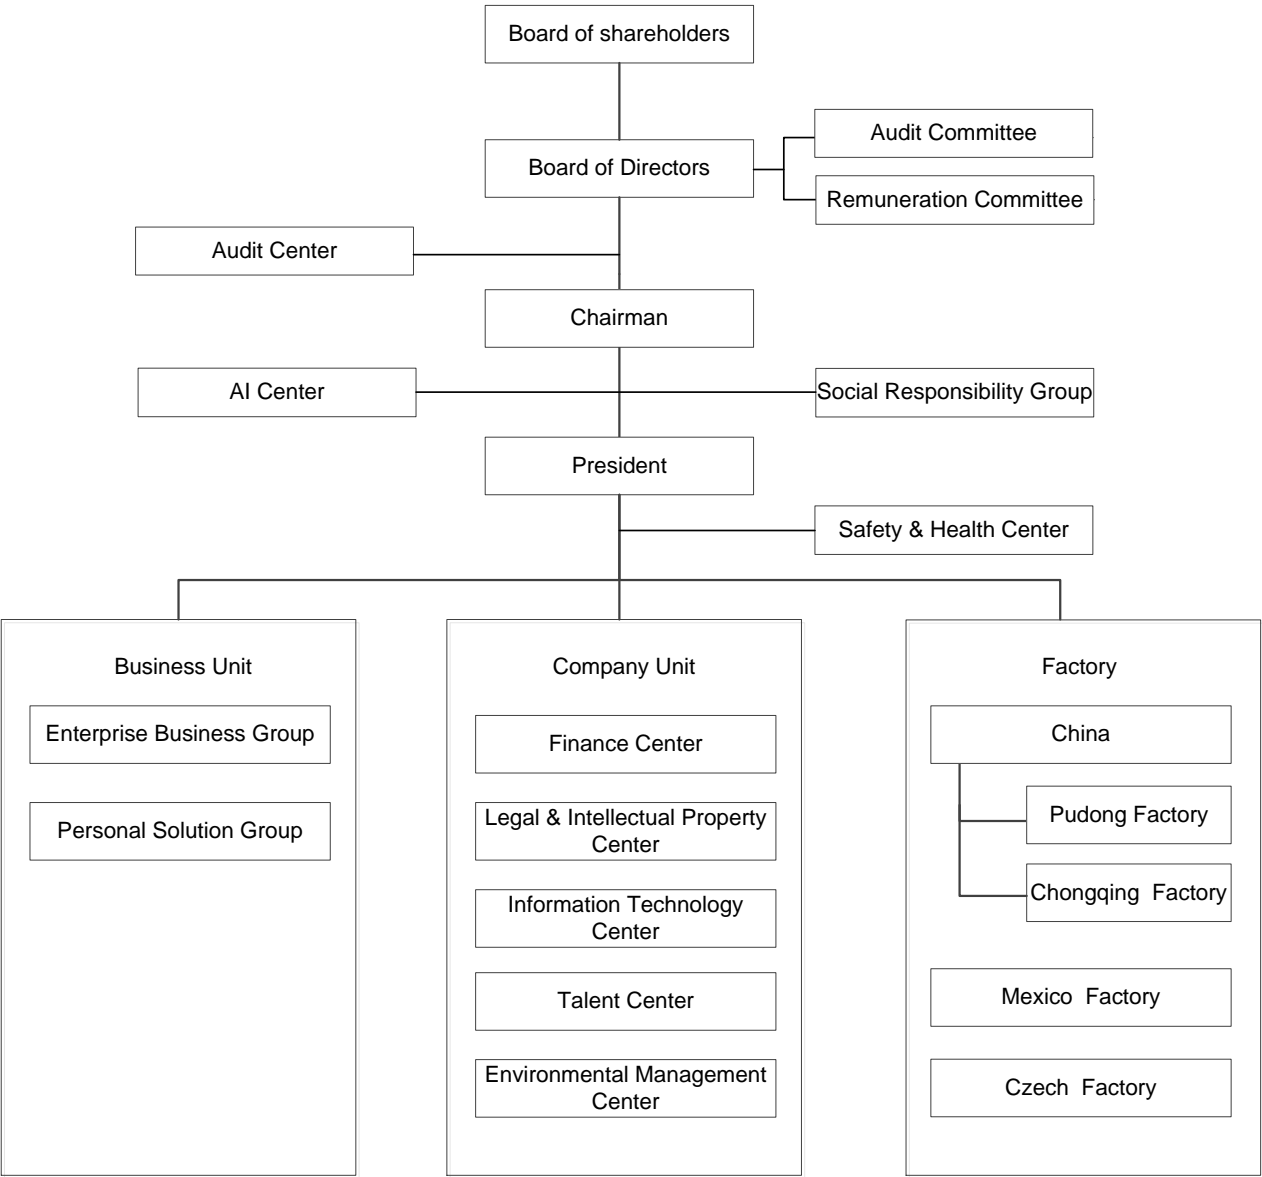 Board of shareholders
Board of Directors
Audit Committee
Remuneration Committee
Audit Center
Chairman
AI Center
Social Responsibility Group
President
Safety & Health Center
Business Unit
Enterprise Business Group
Personal Solution Group
Company Unit
Finance Center
Legal & Intellectual Property
Center
Information Technology
Center
Talent Center
Environmental Management
Center
Factory
China
Pudong Factory
Chongqing Factory
Mexico Factory
Czech Factory